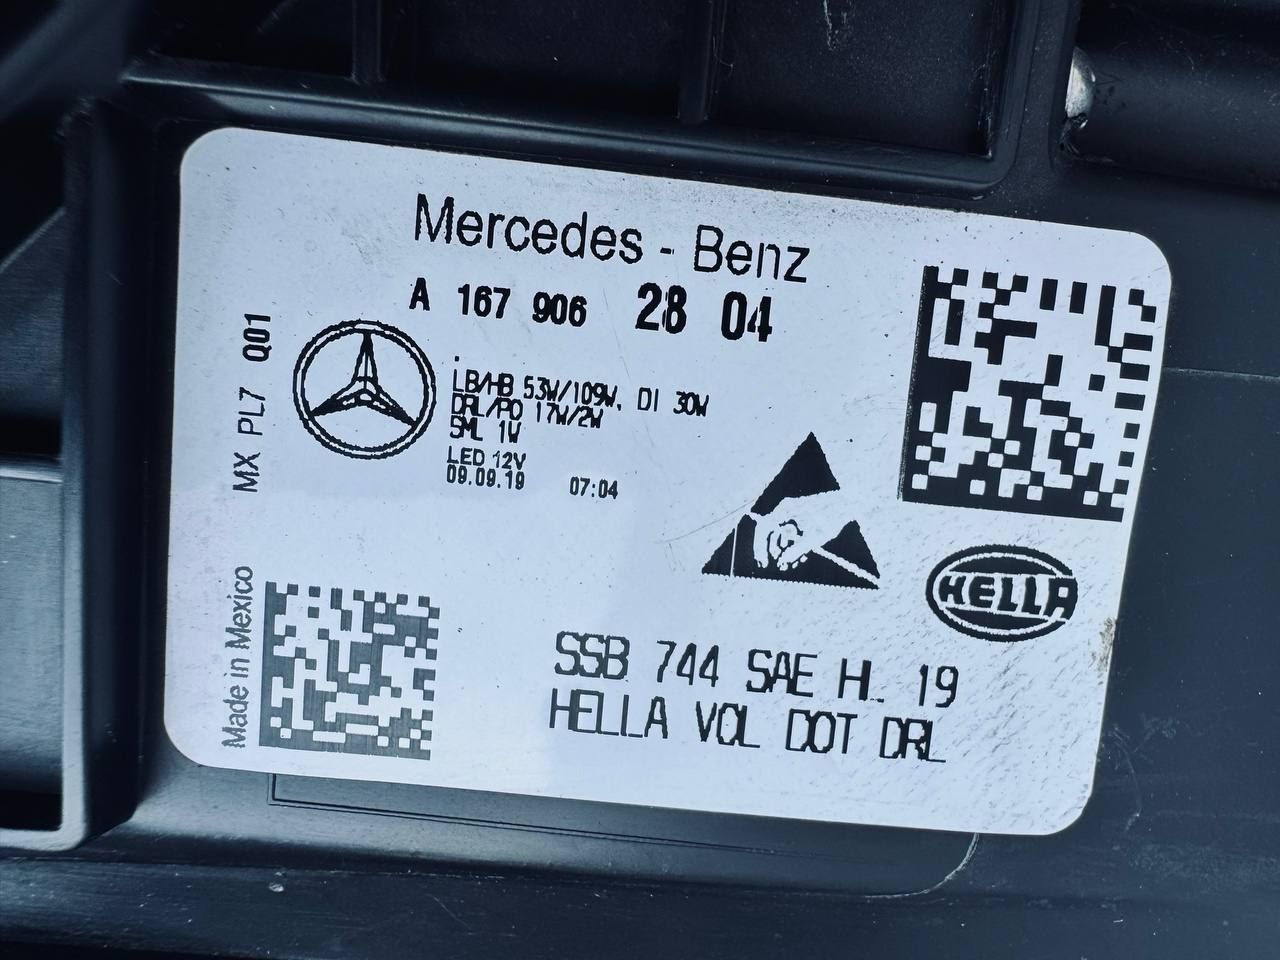 Mercedes - Benz
A 167 906 28 04
MX PL7 Q01
LB/HB 53W/109W, DI 30W
DRL/PO 17W/2W
SML 1W
LED 12V
09.09.19 07:04
Made in Mexico
HELLA
SSB 744 SAE H. 19
HELLA VOL DOT DRL